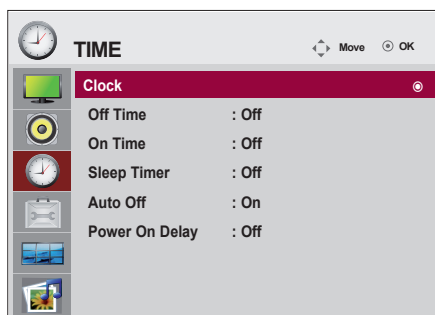 TIME Move OK
Clock
Off Time : Off
On Time : Off
Sleep Timer : Off
Auto Off : On
Power On Delay : Off